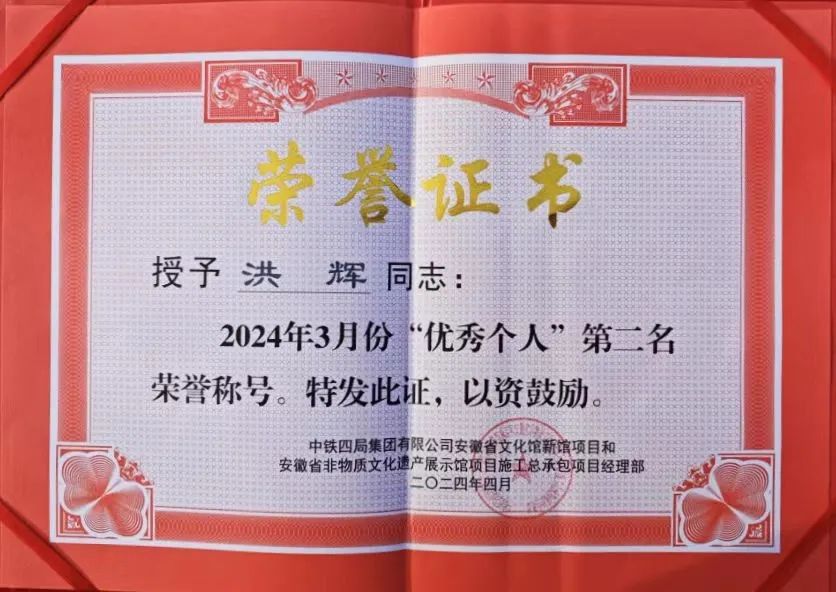 荣誉证书
授予 洪 辉 同志：
2024年3月份“优秀个人”第二名
荣誉称号。特发此证，以资鼓励。
中铁四局集团有限公司安徽省文化馆新馆项目和
安徽省非物质文化遗产展示馆项目施工总承包项目经理部
二〇二四年四月